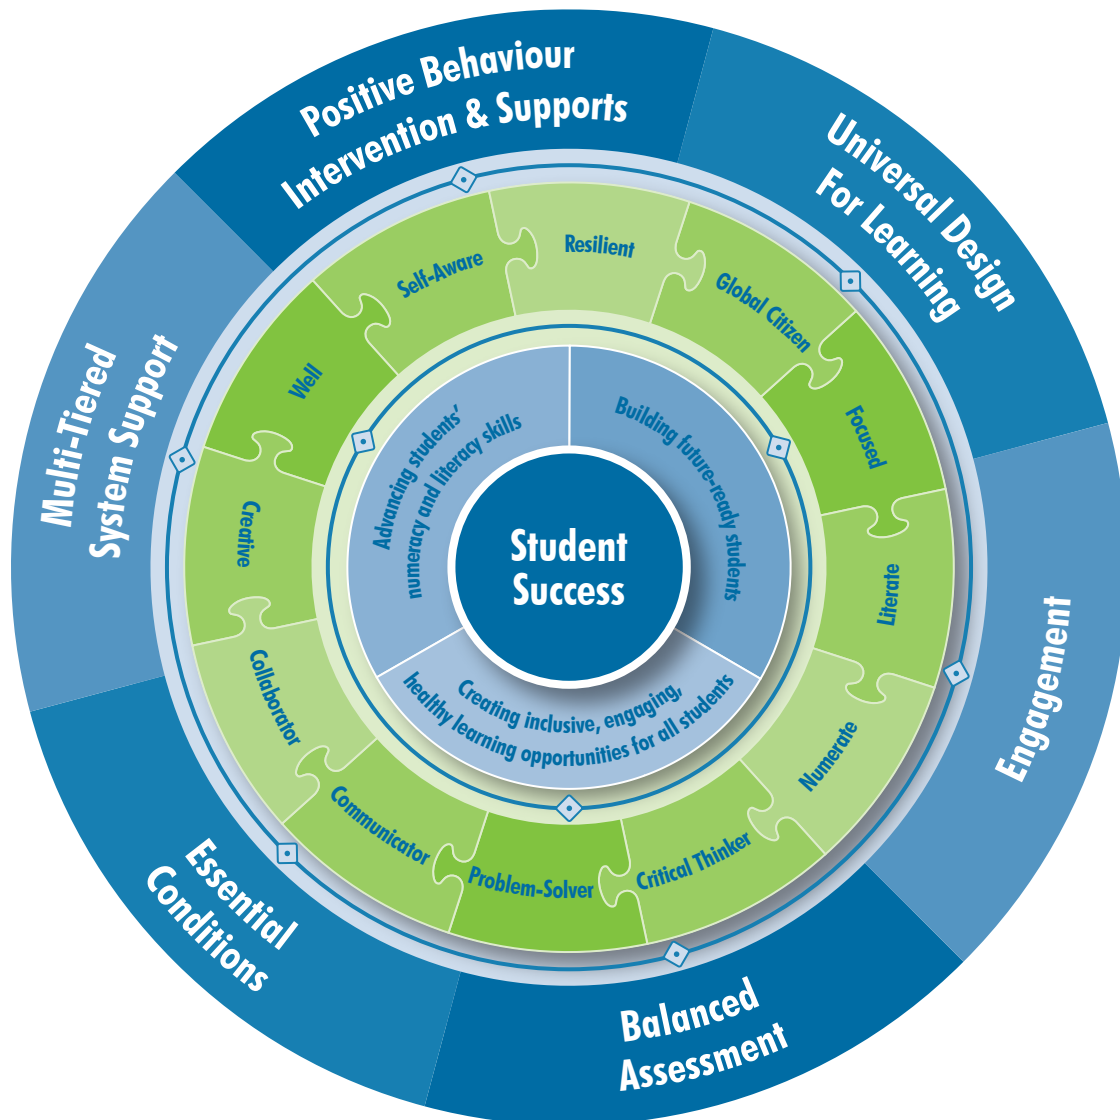 Positive Behaviour
Intervention & Supports
Universal Design
For Learning
Engagement
Balanced
Assessment
Essential
Conditions
Multi-Tiered
System Support
Resilient
Global Citizen
Focused
Literate
Numerate
Critical Thinker
Problem-Solver
Communicator
Collaborator
Creative
Well
Self-Aware
Building future-ready students
Creating inclusive, engaging,
healthy learning opportunities for all students
Advancing students'
numeracy and literacy skills
Student
Success